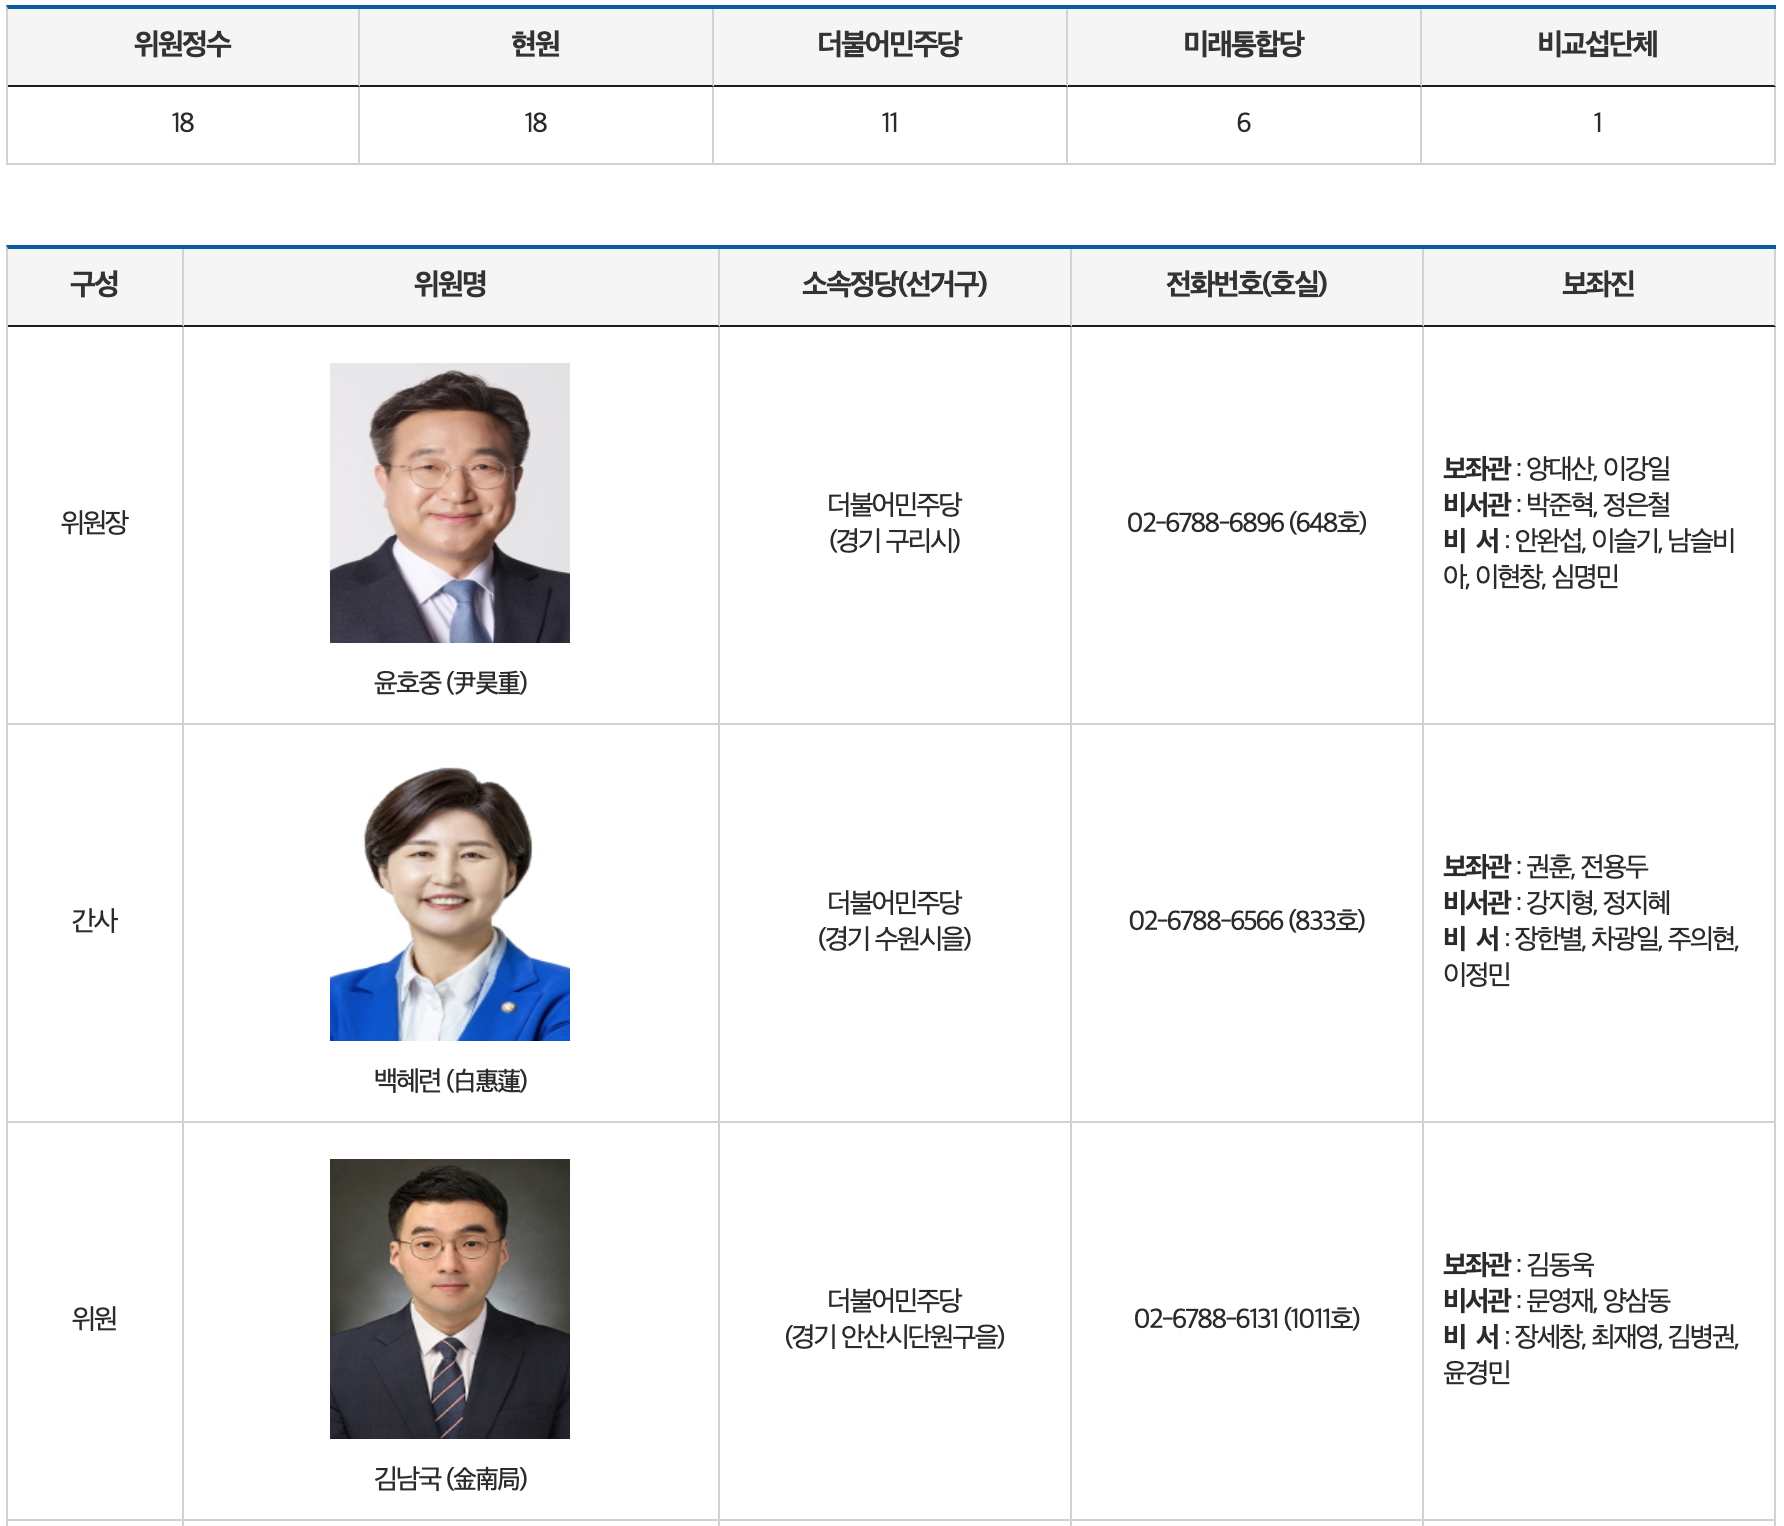 위원정수 현원 더불어민주당 미래통합당 비교섭단체
18 18 11 6 1
구성 위원명 소속정당(선거구) 전화번호(호실) 보좌진
위원장
윤호중 (尹昊重)
더불어민주당
(경기 구리시)
02-6788-6896 (648호)
보좌관 : 양대산, 이강일
비서관 : 박준혁, 정은철
비 서 : 안완섭, 이슬기, 남슬비
아, 이현창, 심명민
간사
백혜련 (白惠蓮)
더불어민주당
(경기 수원시을)
02-6788-6566 (833호)
보좌관 : 권훈, 전용두
비서관 : 강지형, 정지혜
비 서 : 장한별, 차광일, 주의현,
이정민
위원
김남국 (金南局)
더불어민주당
(경기 안산시단원구을)
02-6788-6131 (1011호)
보좌관 : 김동욱
비서관 : 문영재, 양삼동
비 서 : 장세창, 최재영, 김병권,
윤경민